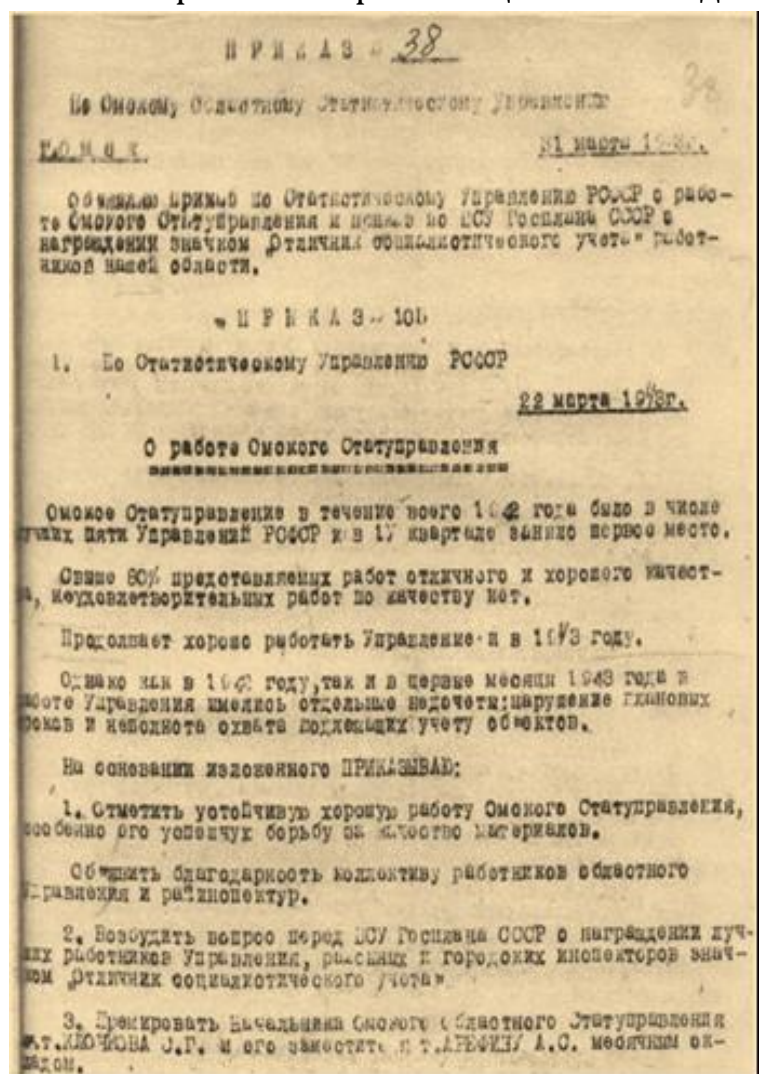 ПРИКАЗ № 38
38
По Омскому Областному Статистическому Управлению
г.Омск 31 марта 1943г.
Объявляю приказ по Статистическому Управлению РСФСР о рабо-
те Омского Статуправления и приказ по ЦСУ Госплана СССР о
награждении значком „Отличник социалистического учета" работ-
ников нашей области.
"ПРИКАЗ- 10
1. По Статистическому Управлению РСФСР
22 марта 1943г.
О работе Омского Статуправления
Омское Статуправление в течение всего 1942 года было в числе
лучших пяти Управлений РСФСР и в 1У квартале заняло первое место.
Свыше 80% представляемых работ отличного и хорошего качест-
ва, неудовлетворительных работ по качеству нет.
Продолжает хорошо работать Управление и в 1943 году.
Однако как в 1942 году,так и в первые месяцы 1943 года в
работе Управления имелись отдельные недочеты:нарушение плановых
сроков и неполнота охвата подлежащих учету объектов.
На основании изложенного ПРИКАЗЫВАЮ:
1. Отметить устойчивую хорошую работу Омского Статуправления,
особенно его успешную борьбу за качество материалов.
Объявить благодарность коллективу работников областного
Управления и райинспектур.
2. Возбудить вопрос перед ЦСУ Госплана СССР о награждении луч-
ших работников Управления, районных и городских инспекторов знач-
ком „Отличник социалистического учета"
3. Премировать Начальника Омского Областного Статуправления
т.КЛОЧКОВА С.Г. и его заместителя т.АРЕФИНУ А.С. месячным ок-
ладом.